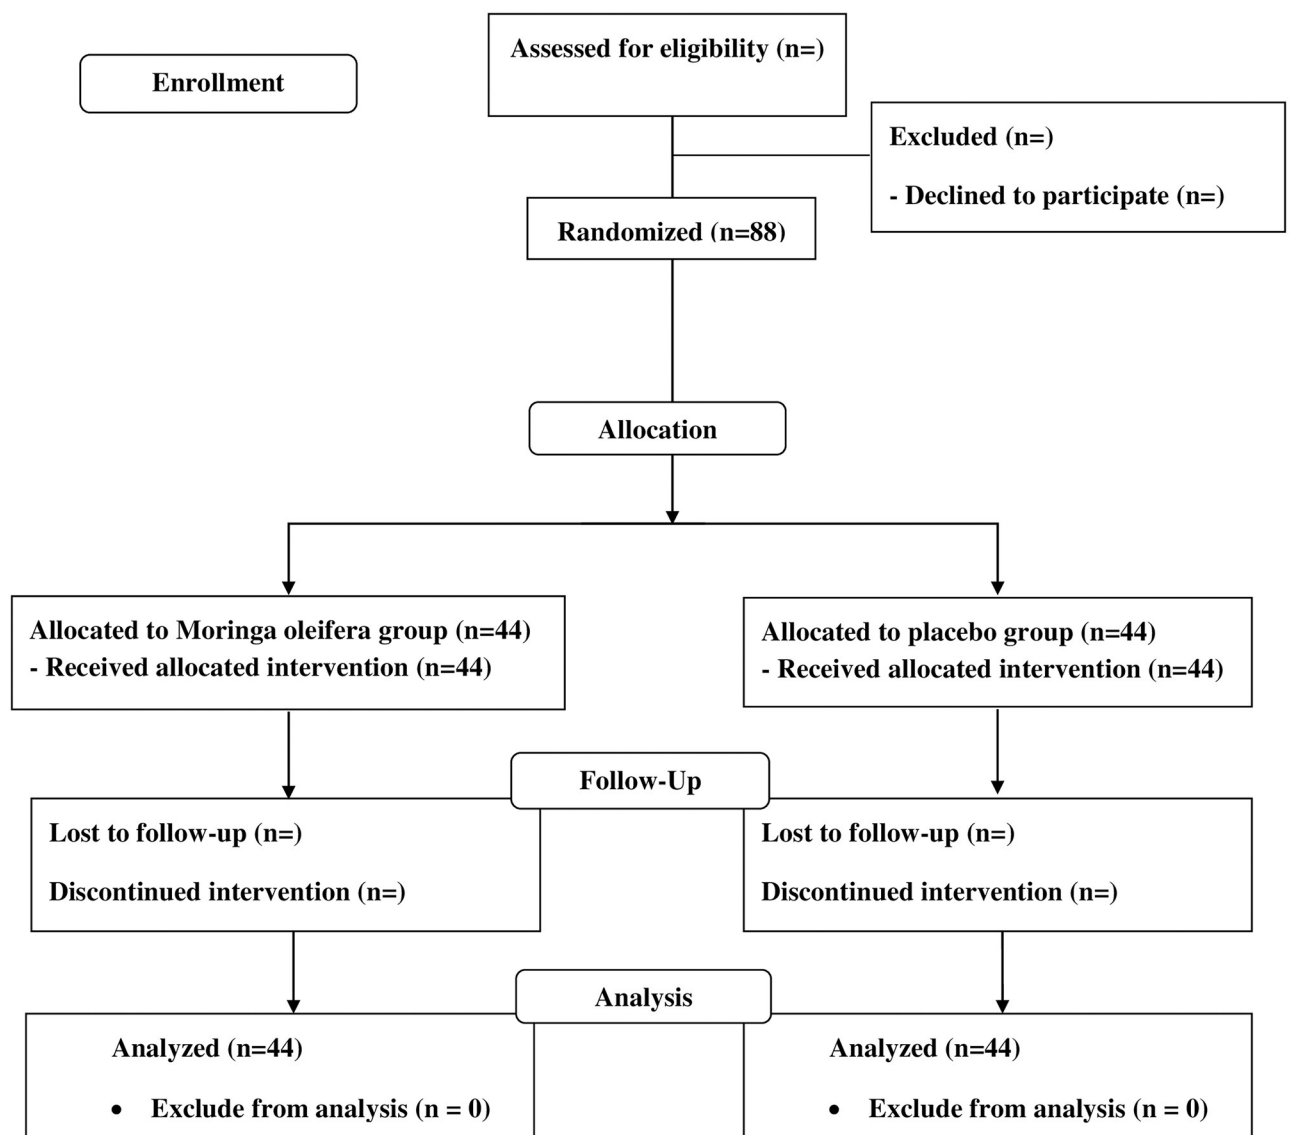 Assessed for eligibility (n=)
Enrollment
Excluded (n=)
- Declined to participate (n=)
Randomized (n=88)
Allocation
Allocated to Moringa oleifera group (n=44)
- Received allocated intervention (n=44)
Allocated to placebo group (n=44)
- Received allocated intervention (n=44)
Follow-Up
Lost to follow-up (n=)
Discontinued intervention (n=)
Lost to follow-up (n=)
Discontinued intervention (n=)
Analysis
Analyzed (n=44)
• Exclude from analysis (n = 0)
Analyzed (n=44)
• Exclude from analysis (n = 0)